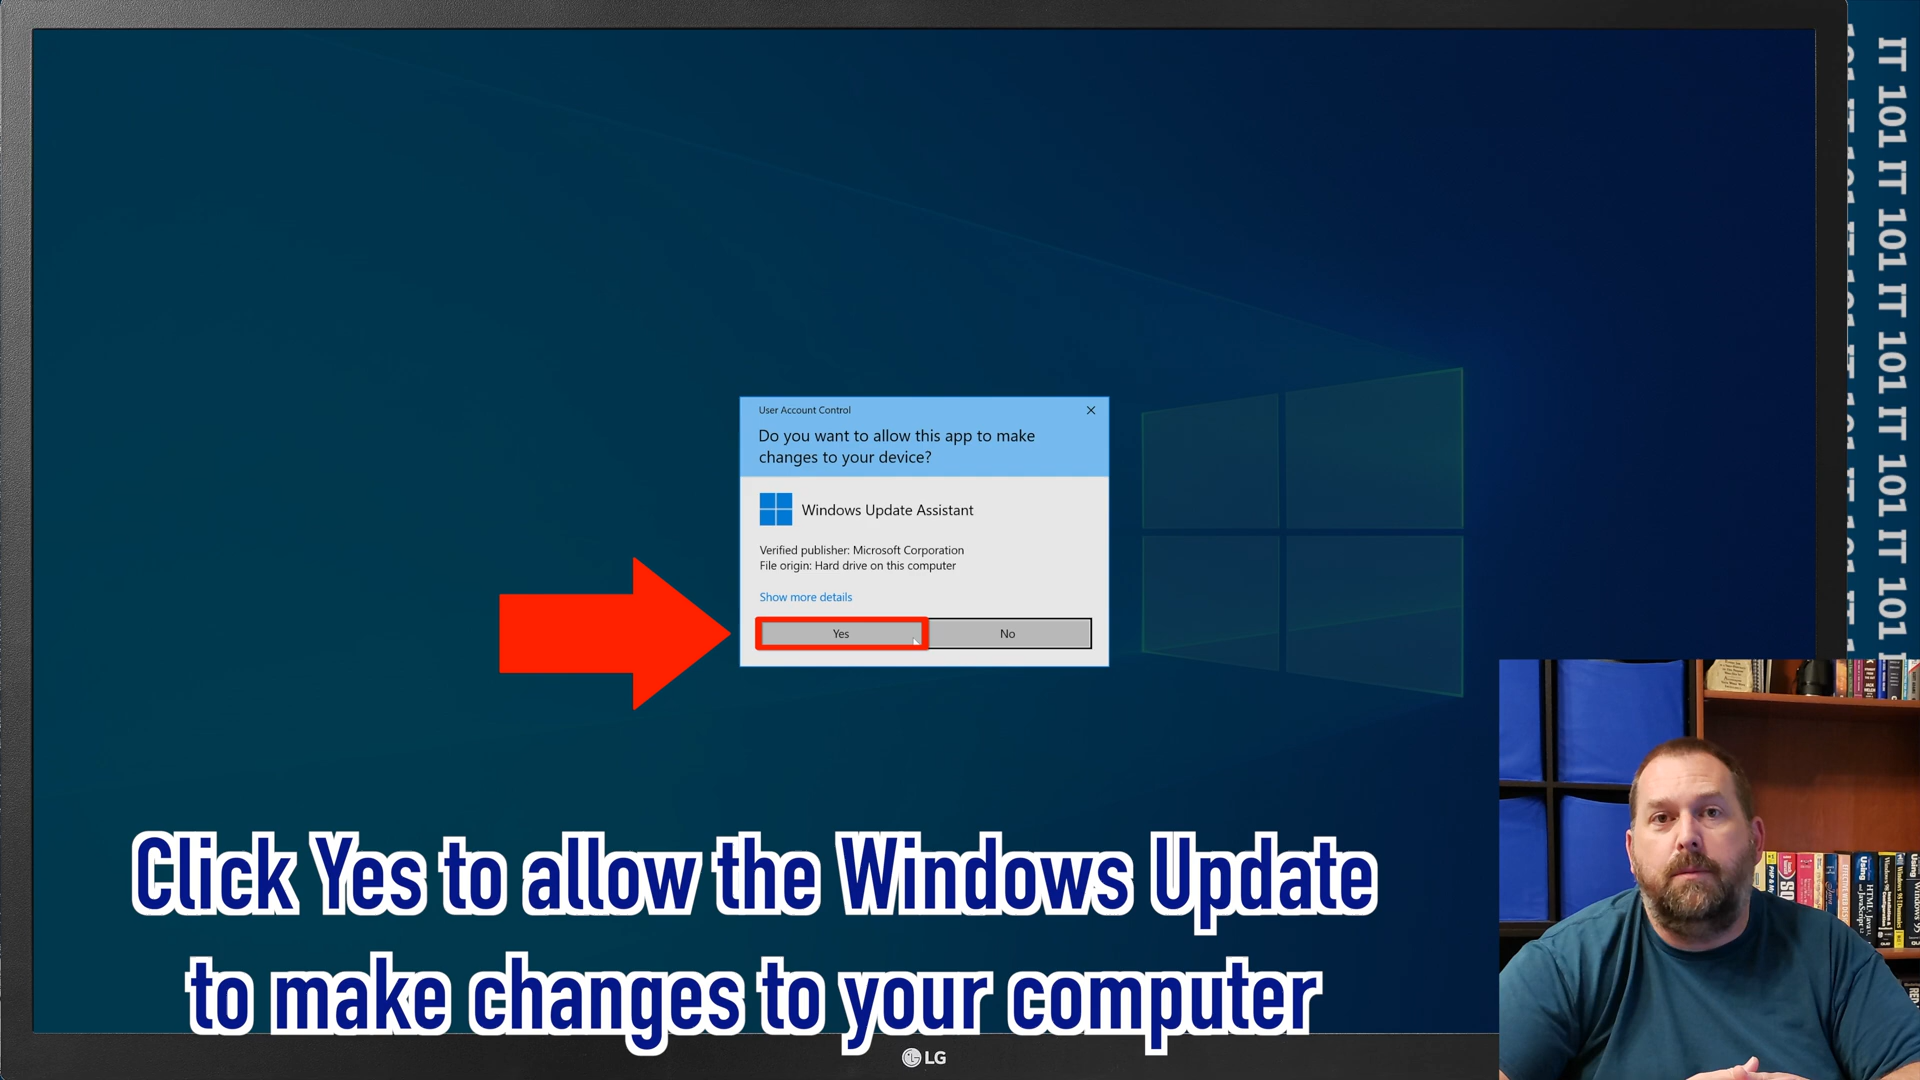 User Account Control
Do you want to allow this app to make
changes to your device?
Windows Update Assistant
Verified publisher: Microsoft Corporation
File origin: Hard drive on this computer
Show more details
Yes
No
Click Yes to allow the Windows Update
to make changes to your computer
LG
IT 101 IT 101 IT 101 IT 101 IT 101